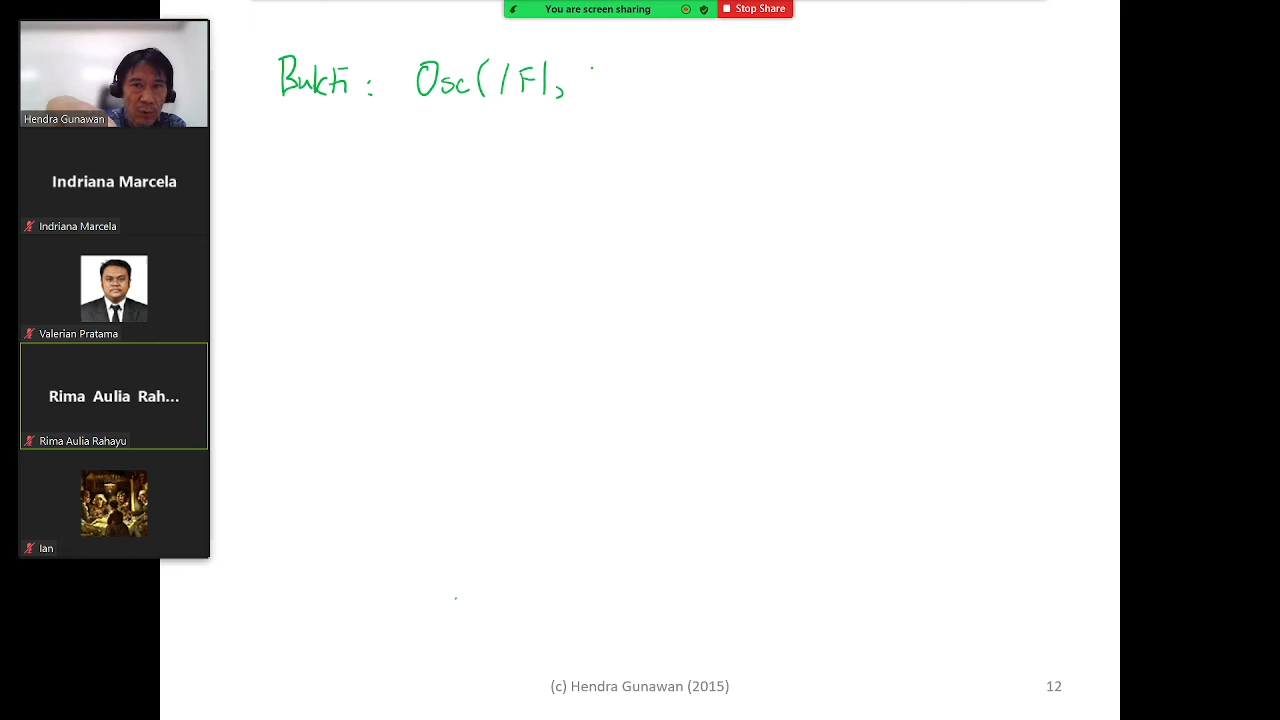 You are screen sharing
Stop Share
Bukti : Osc(|F|,
Hendra Gunawan
Indriana Marcela
Indriana Marcela
Valerian Pratama
Rima Aulia Rah...
Rima Aulia Rahayu
Ian
(c) Hendra Gunawan (2015)
12